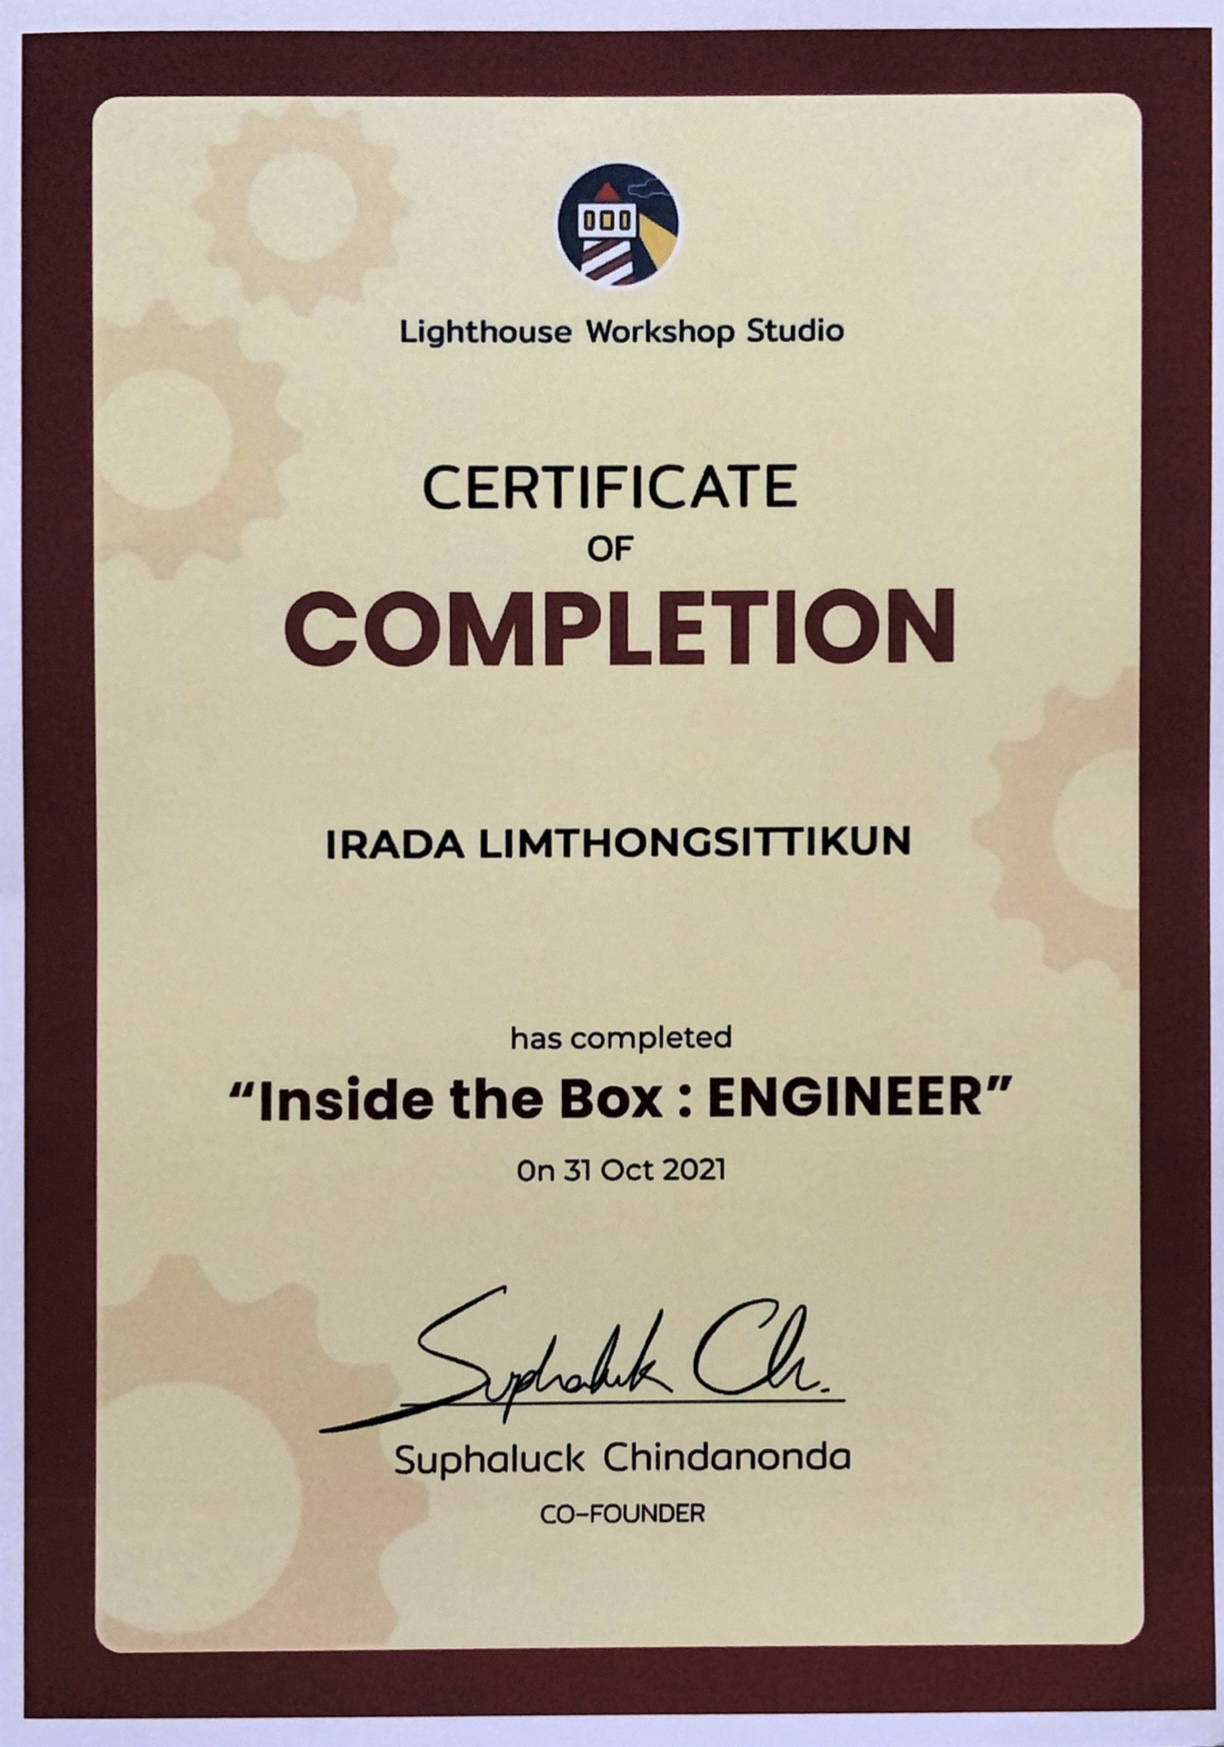 Lighthouse Workshop Studio
CERTIFICATE
OF
COMPLETION
IRADA LIMTHONGSITTIKUN
has completed
“Inside the Box : ENGINEER”
On 31 Oct 2021
Suphaluck Ch.
Suphaluck Chindanonda
CO-FOUNDER